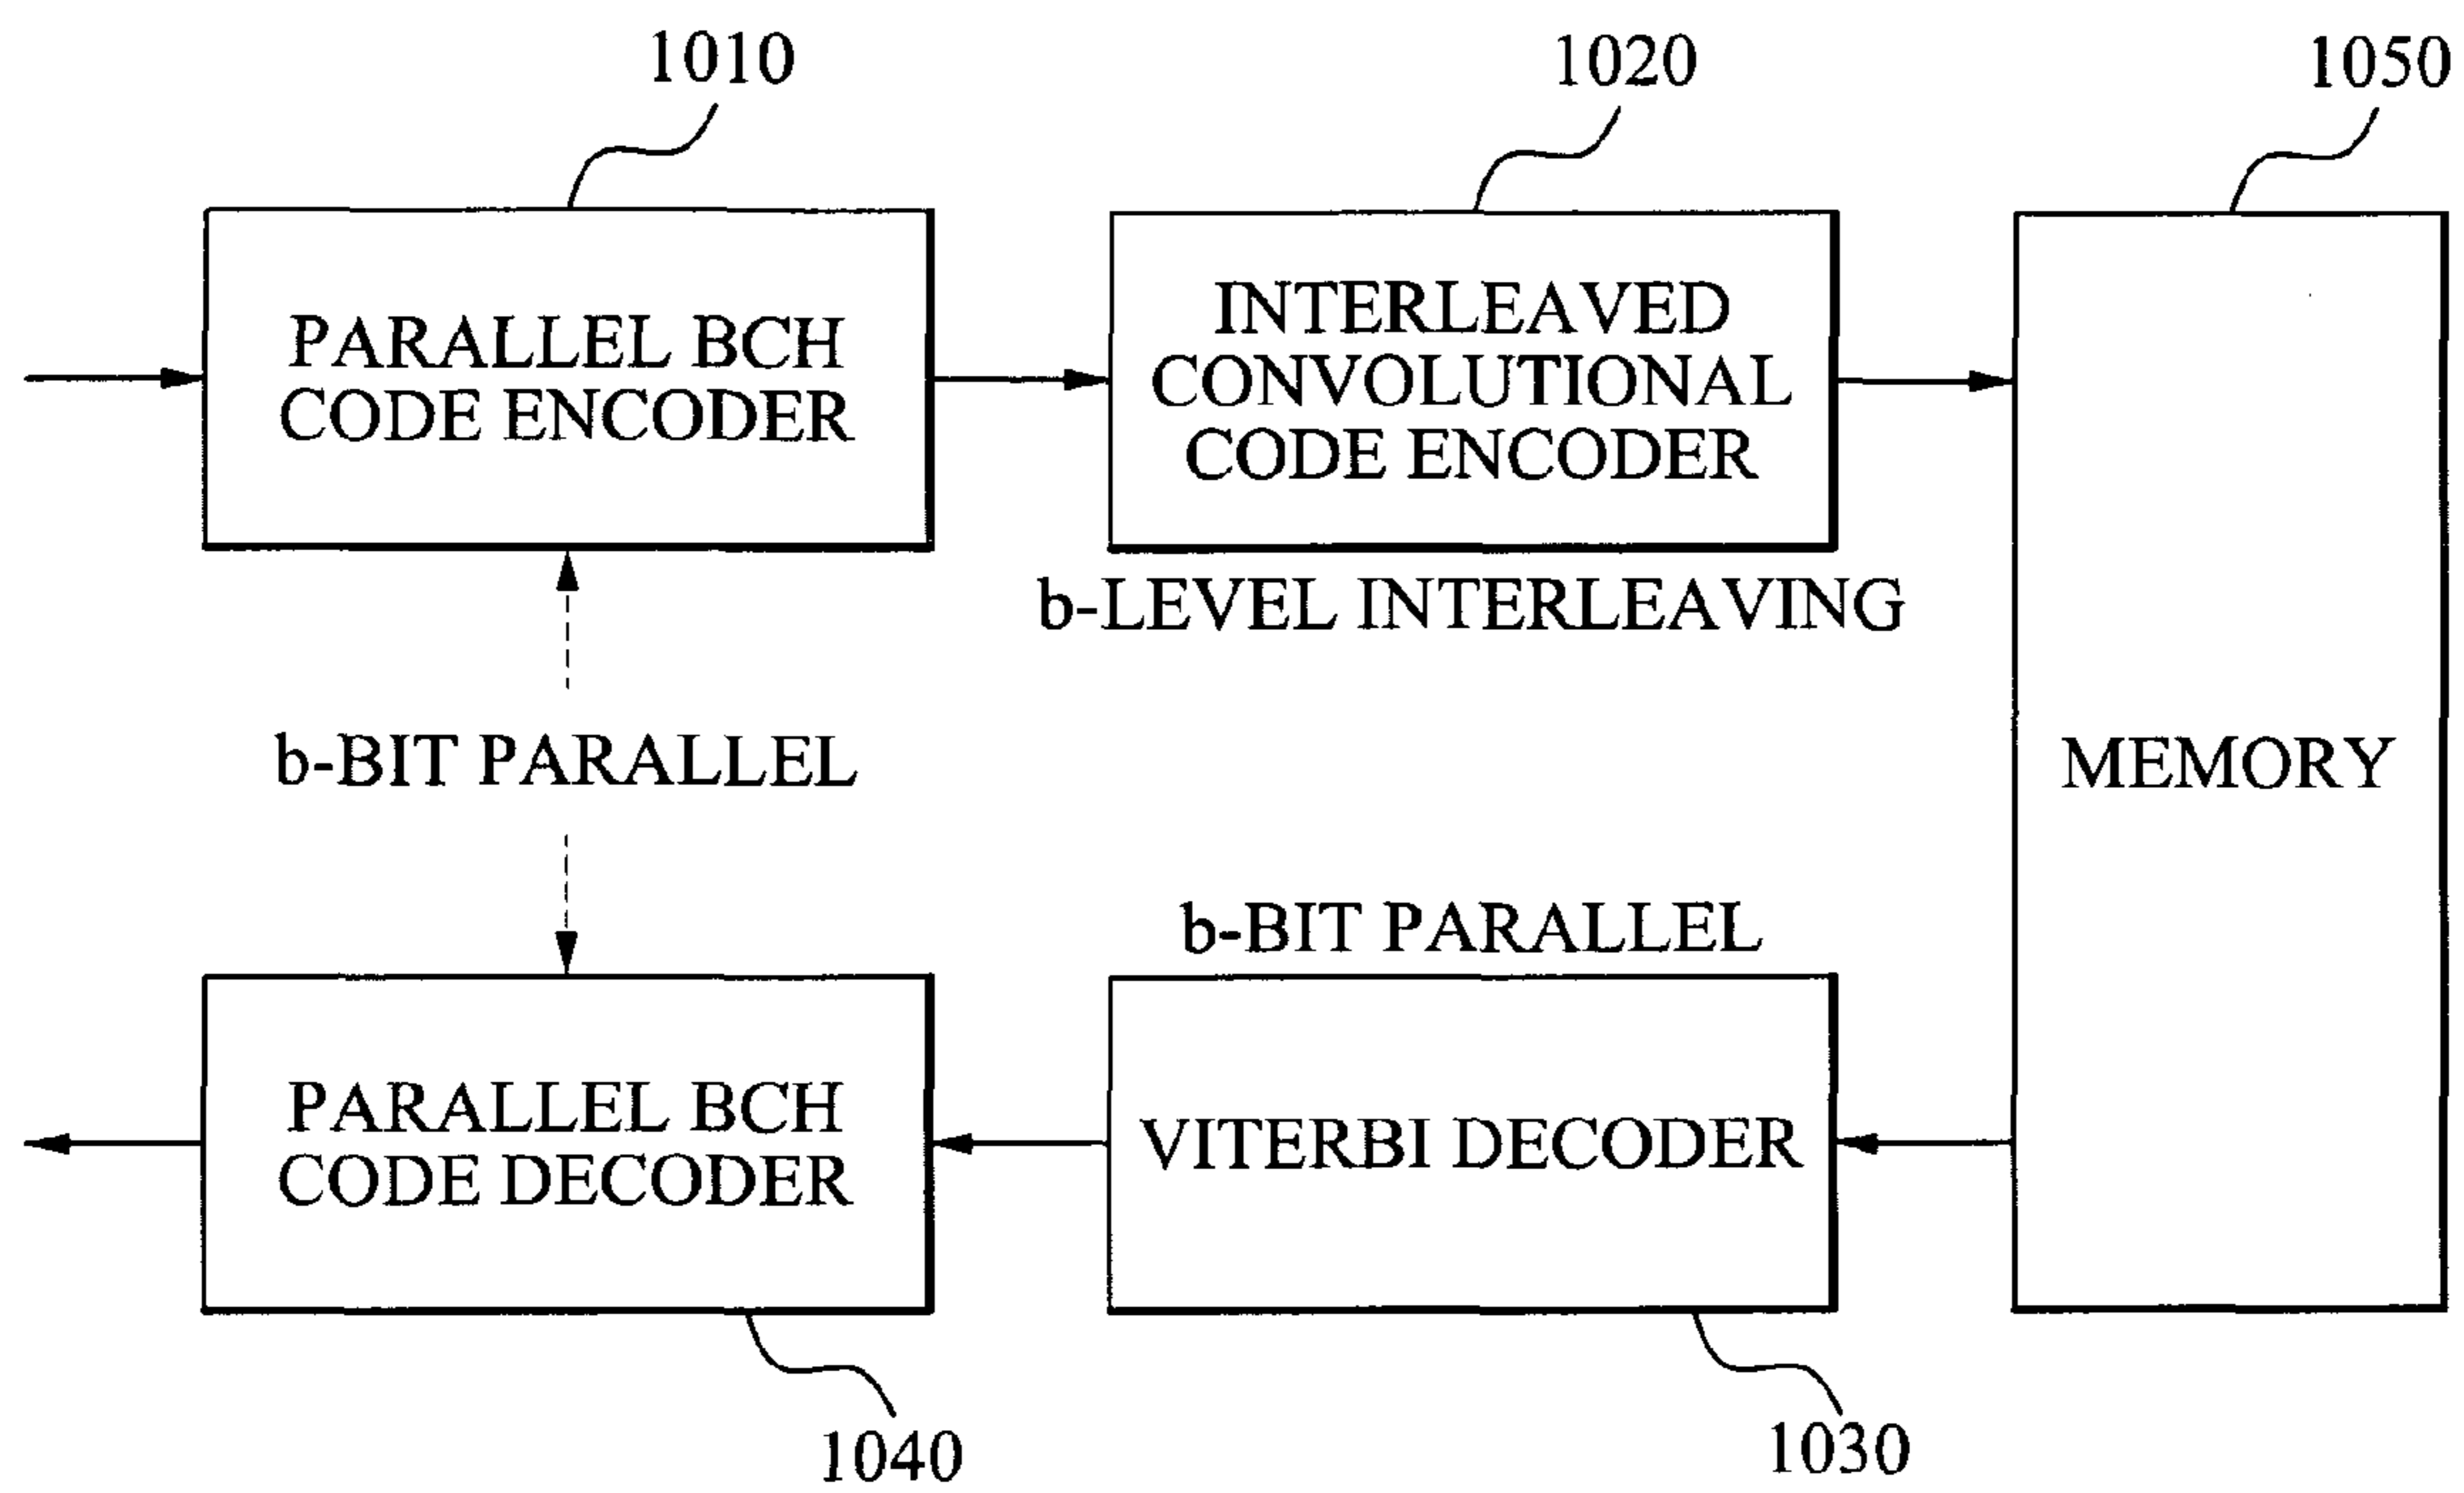 1010
1020
1050
PARALLEL BCH
CODE ENCODER
INTERLEAVED
CONVOLUTIONAL
CODE ENCODER
b-LEVEL INTERLEAVING
b-BIT PARALLEL
MEMORY
b-BIT PARALLEL
PARALLEL BCH
CODE DECODER
VITERBI DECODER
1040
1030